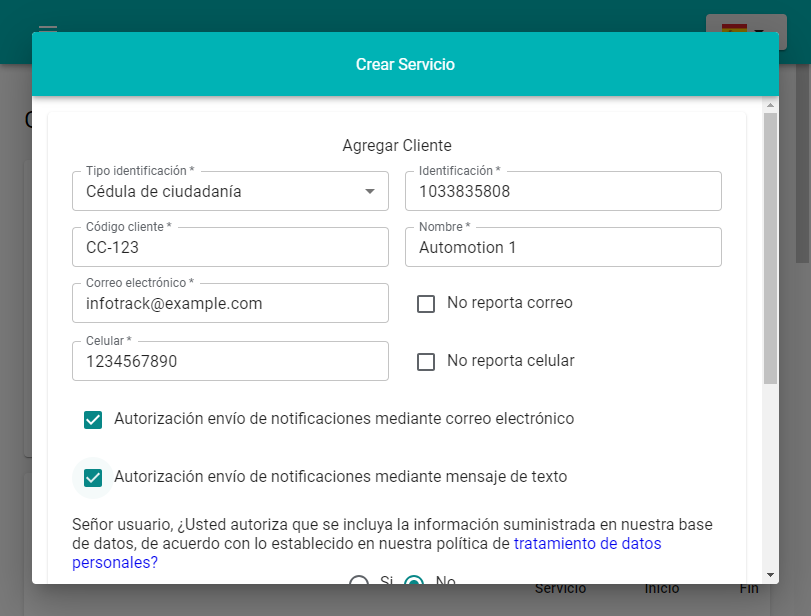 Crear Servicio
Agregar Cliente
Tipo identificación *
Cédula de ciudadanía
Identificación *
1033835808
Código cliente *
CC-123
Nombre *
Automotion 1
Correo electrónico *
infotrack@example.com
No reporta correo
Celular *
1234567890
No reporta celular
Autorización envío de notificaciones mediante correo electrónico
Autorización envío de notificaciones mediante mensaje de texto
Señor usuario, ¿Usted autoriza que se incluya la información suministrada en nuestra base
de datos, de acuerdo con lo establecido en nuestra política de tratamiento de datos
personales?
Si No
Servicio Inicio Fin